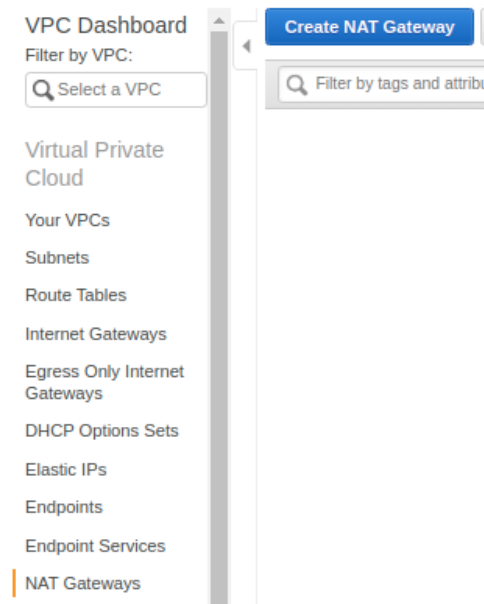 VPC Dashboard
Filter by VPC:
Select a VPC
Virtual Private
Cloud
Your VPCs
Subnets
Route Tables
Internet Gateways
Egress Only Internet
Gateways
DHCP Options Sets
Elastic IPs
Endpoints
Endpoint Services
NAT Gateways
Create NAT Gateway
Filter by tags and attribu